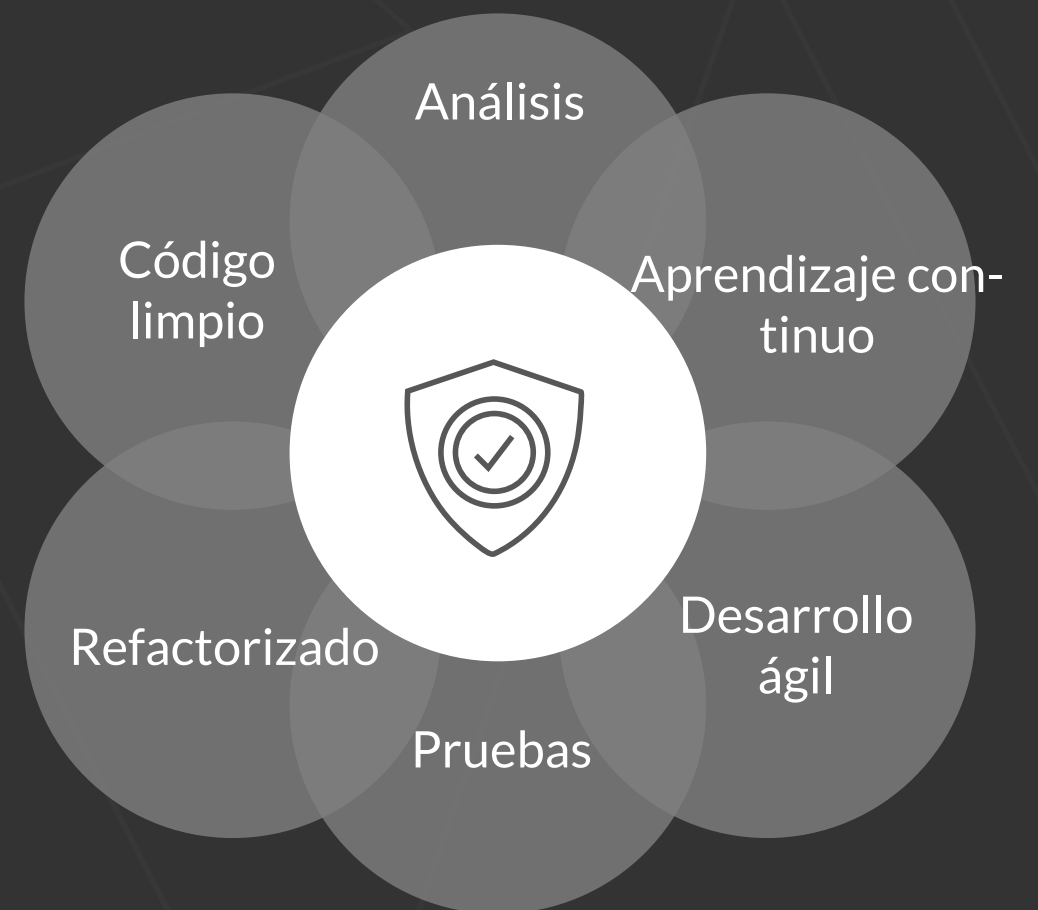 Análisis
Código
limpio
Aprendizaje con-
tinuo
Refactorizado
Desarrollo
ágil
Pruebas